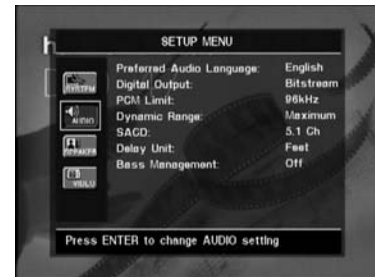 h
SETUP MENU
SYSTEM
AUDIO
SPEAKER
VIDEO
Preferred Audio Language: English
Digital Output: Bitstream
PCM Limit: 96kHz
Dynamic Range: Maximum
SACD: 5.1 Ch
Delay Unit: Feet
Bass Management: Off
Press ENTER to change AUDIO setting